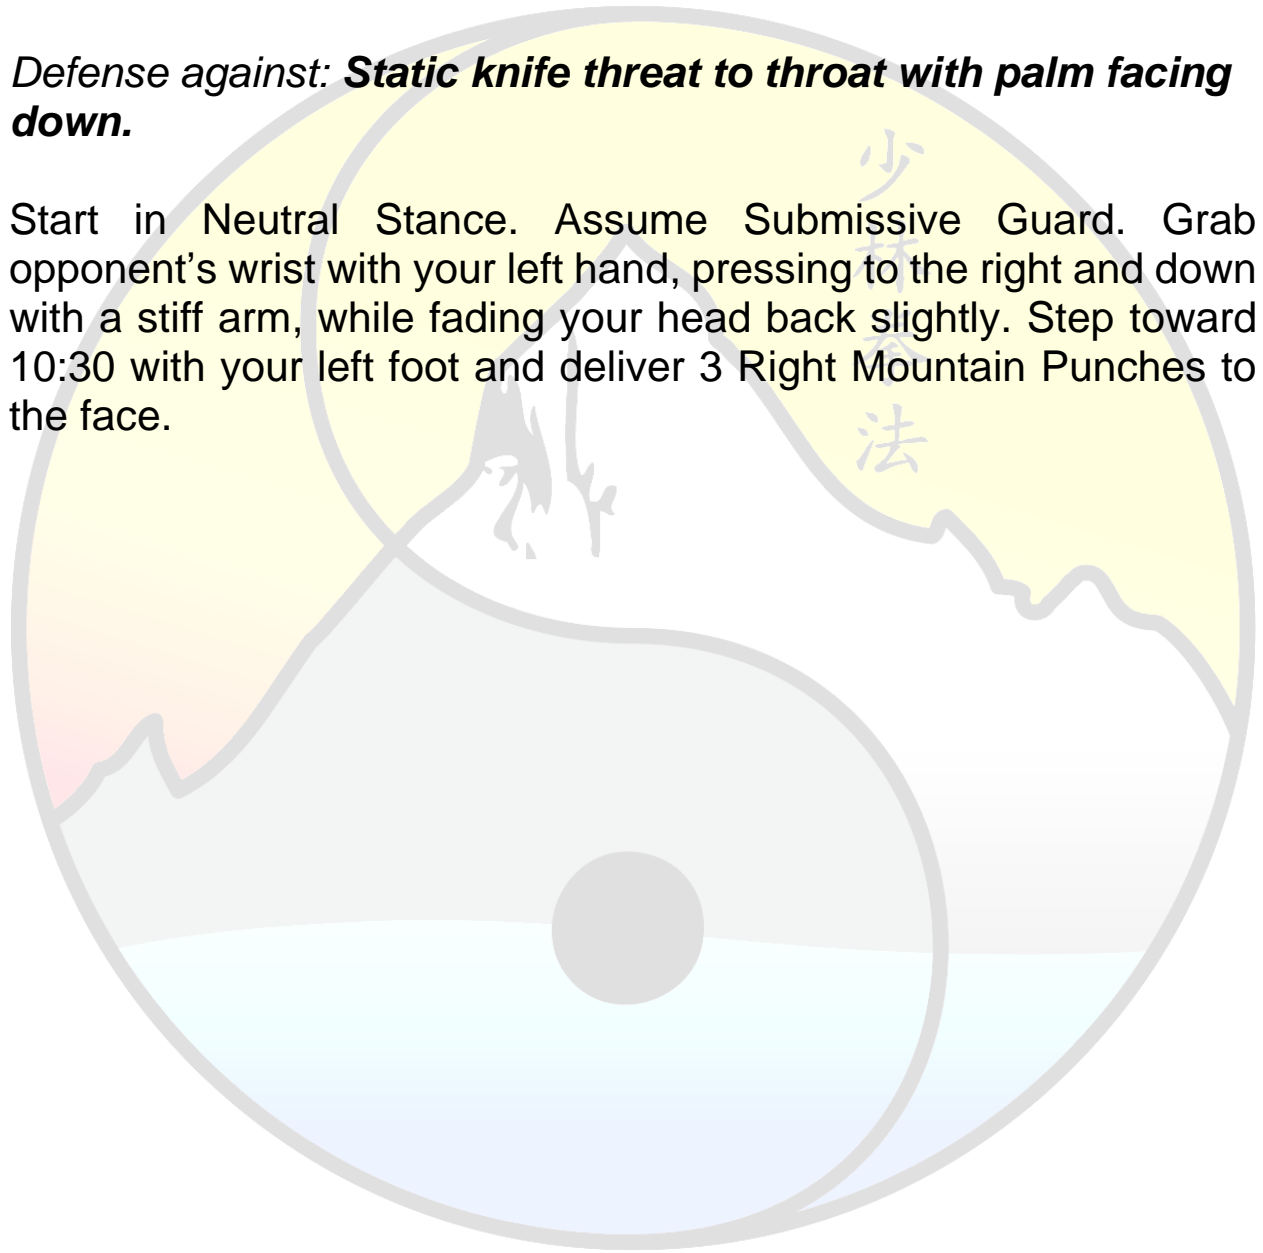 Defense against: Static knife threat to throat with palm facing
down.
Start in Neutral Stance. Assume Submissive Guard. Grab
opponent’s wrist with your left hand, pressing to the right and down
with a stiff arm, while fading your head back slightly. Step toward
10:30 with your left foot and deliver 3 Right Mountain Punches to
the face.
少林拳法